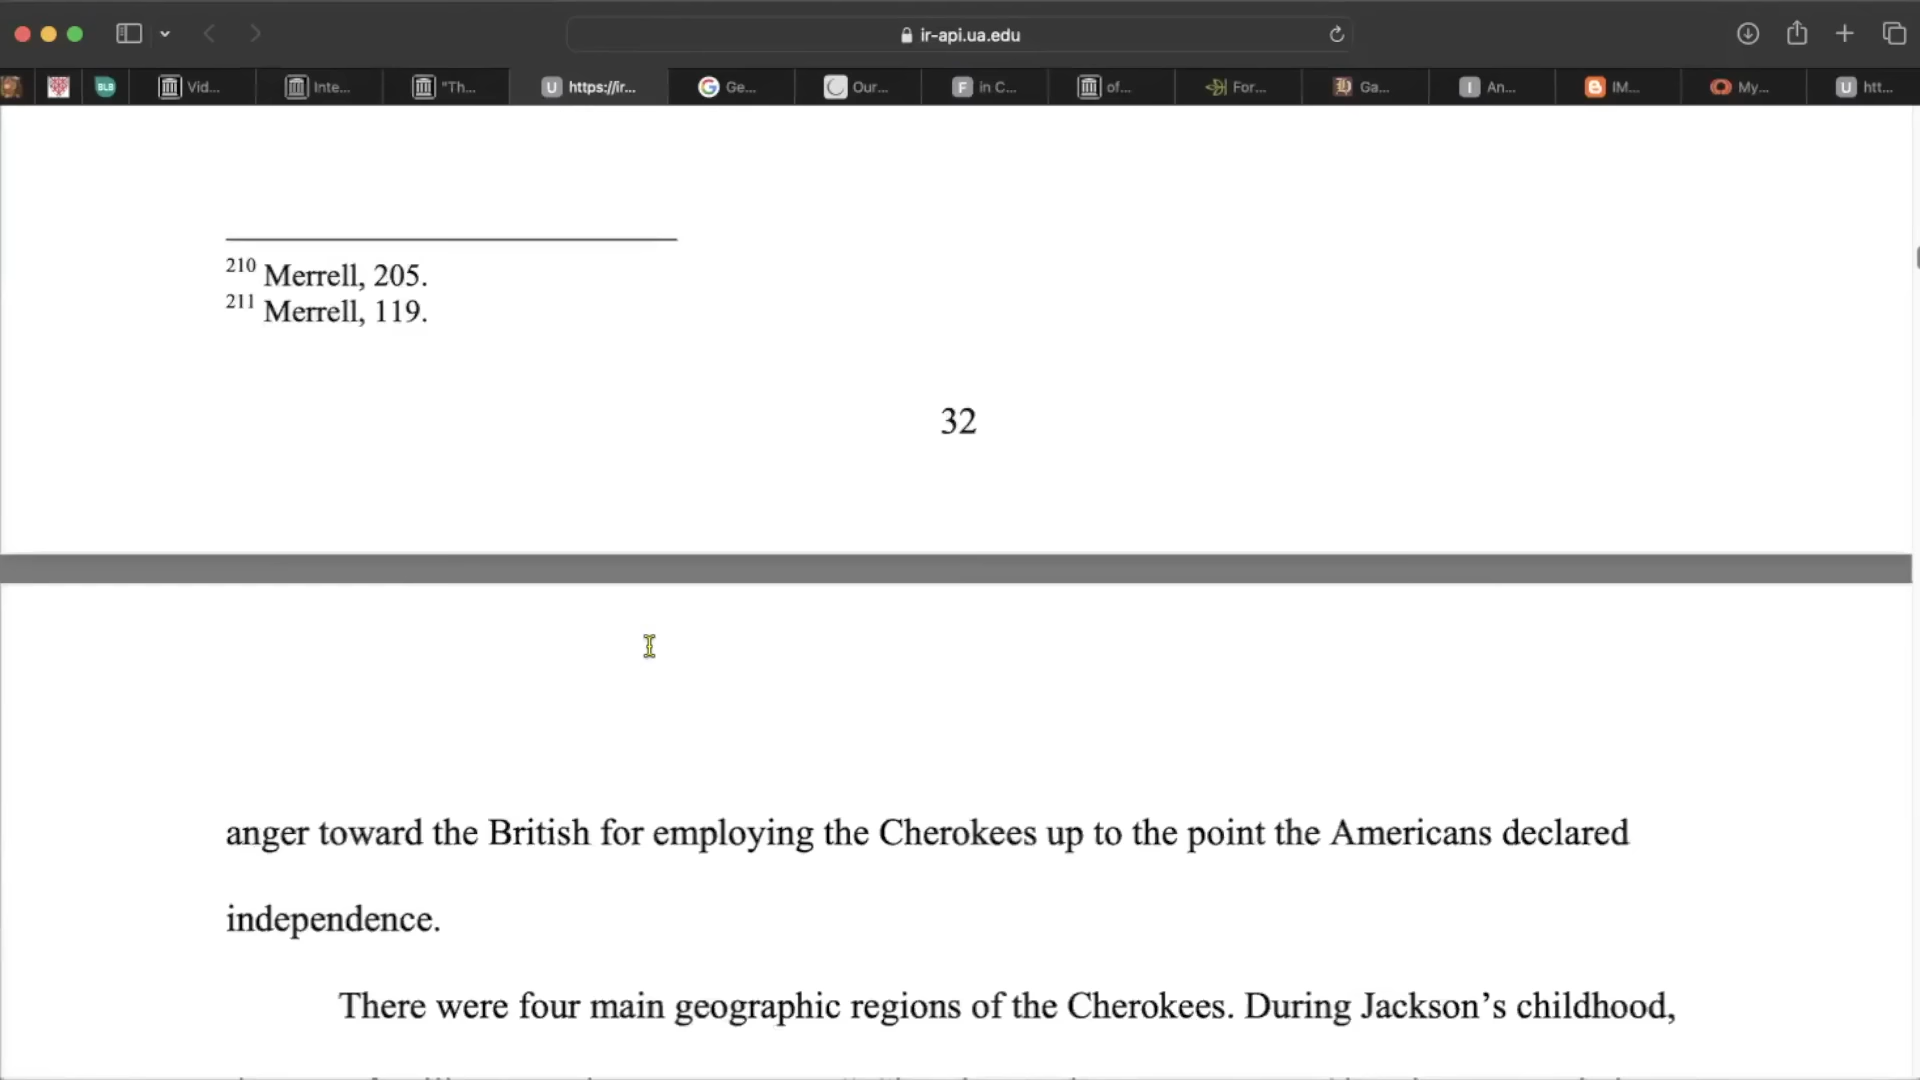 ir-api.ua.edu
BLB
Vid...
Inte...
"Th...
U https://ir...
Ge...
Our...
F in C...
of...
For...
Ga...
I An...
IM...
My...
U htt...
210 Merrell, 205.
211 Merrell, 119.
32
anger toward the British for employing the Cherokees up to the point the Americans declared
independence.
There were four main geographic regions of the Cherokees. During Jackson’s childhood,